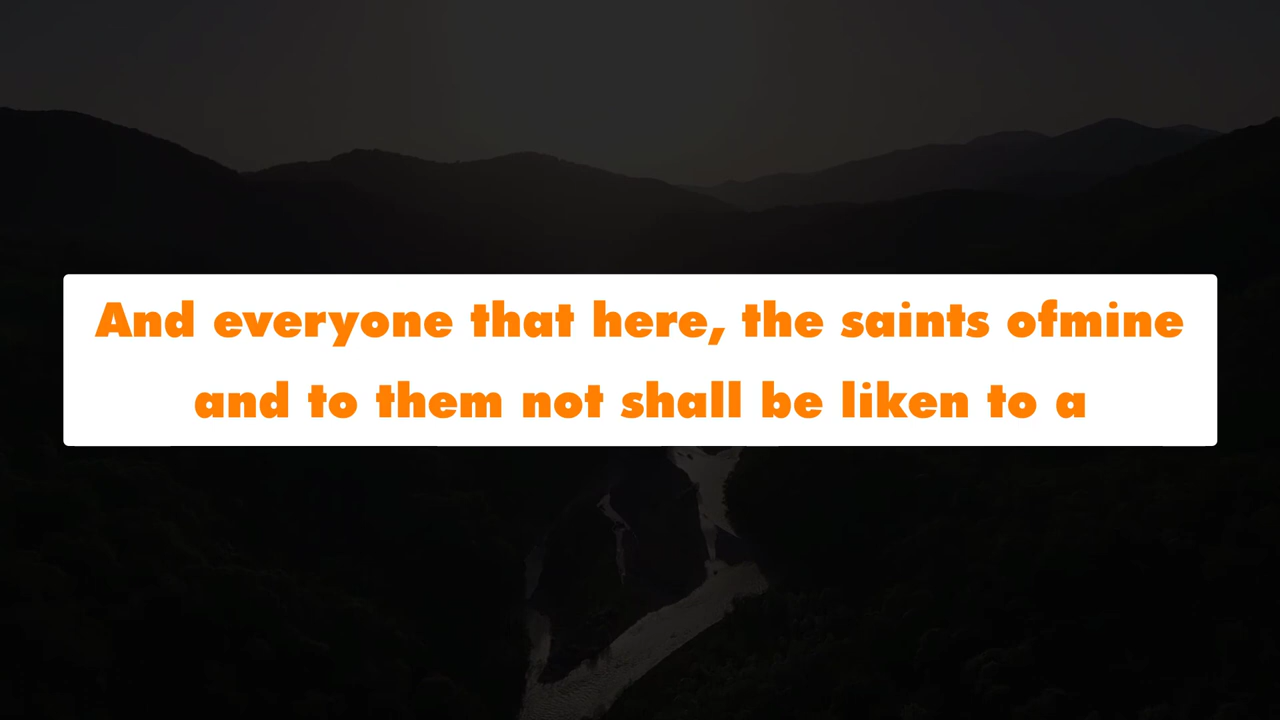 And everyone that here, the saints ofmine
and to them not shall be liken to a